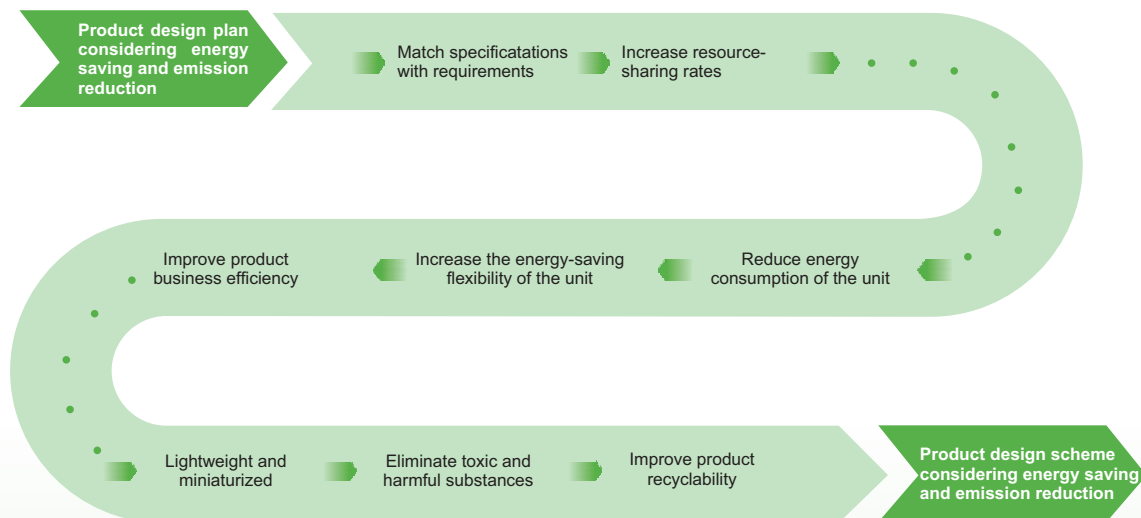 Product design plan
considering energy
saving and emission
reduction
Match specificatations
with requirements
Increase resource-
sharing rates
Reduce energy
consumption of the unit
Increase the energy-saving
flexibility of the unit
Improve product
business efficiency
Lightweight and
miniaturized
Eliminate toxic and
harmful substances
Improve product
recyclability
Product design scheme
considering energy saving
and emission reduction